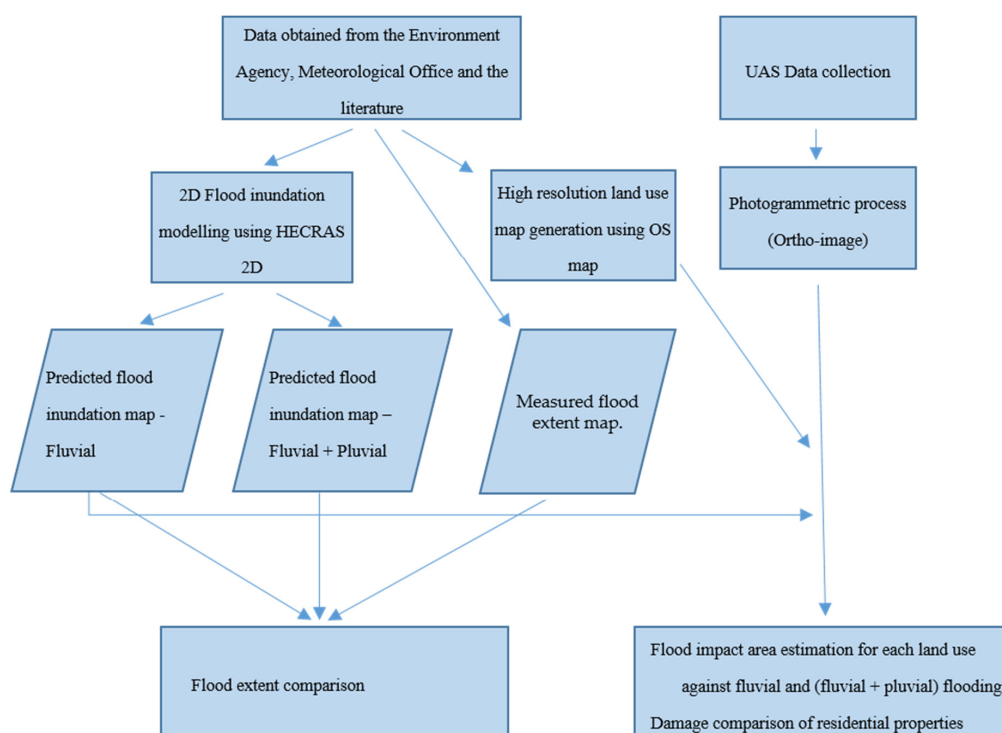 Data obtained from the Environment
Agency, Meteorological Office and the
literature
UAS Data collection
2D Flood inundation
modelling using HECRAS
2D
High resolution land use
map generation using OS
map
Photogrammetric process
(Ortho-image)
Predicted flood
inundation map -
Fluvial
Predicted flood
inundation map –
Fluvial + Pluvial
Measured flood
extent map.
Flood extent comparison
Flood impact area estimation for each land use
against fluvial and (fluvial + pluvial) flooding
Damage comparison of residential properties